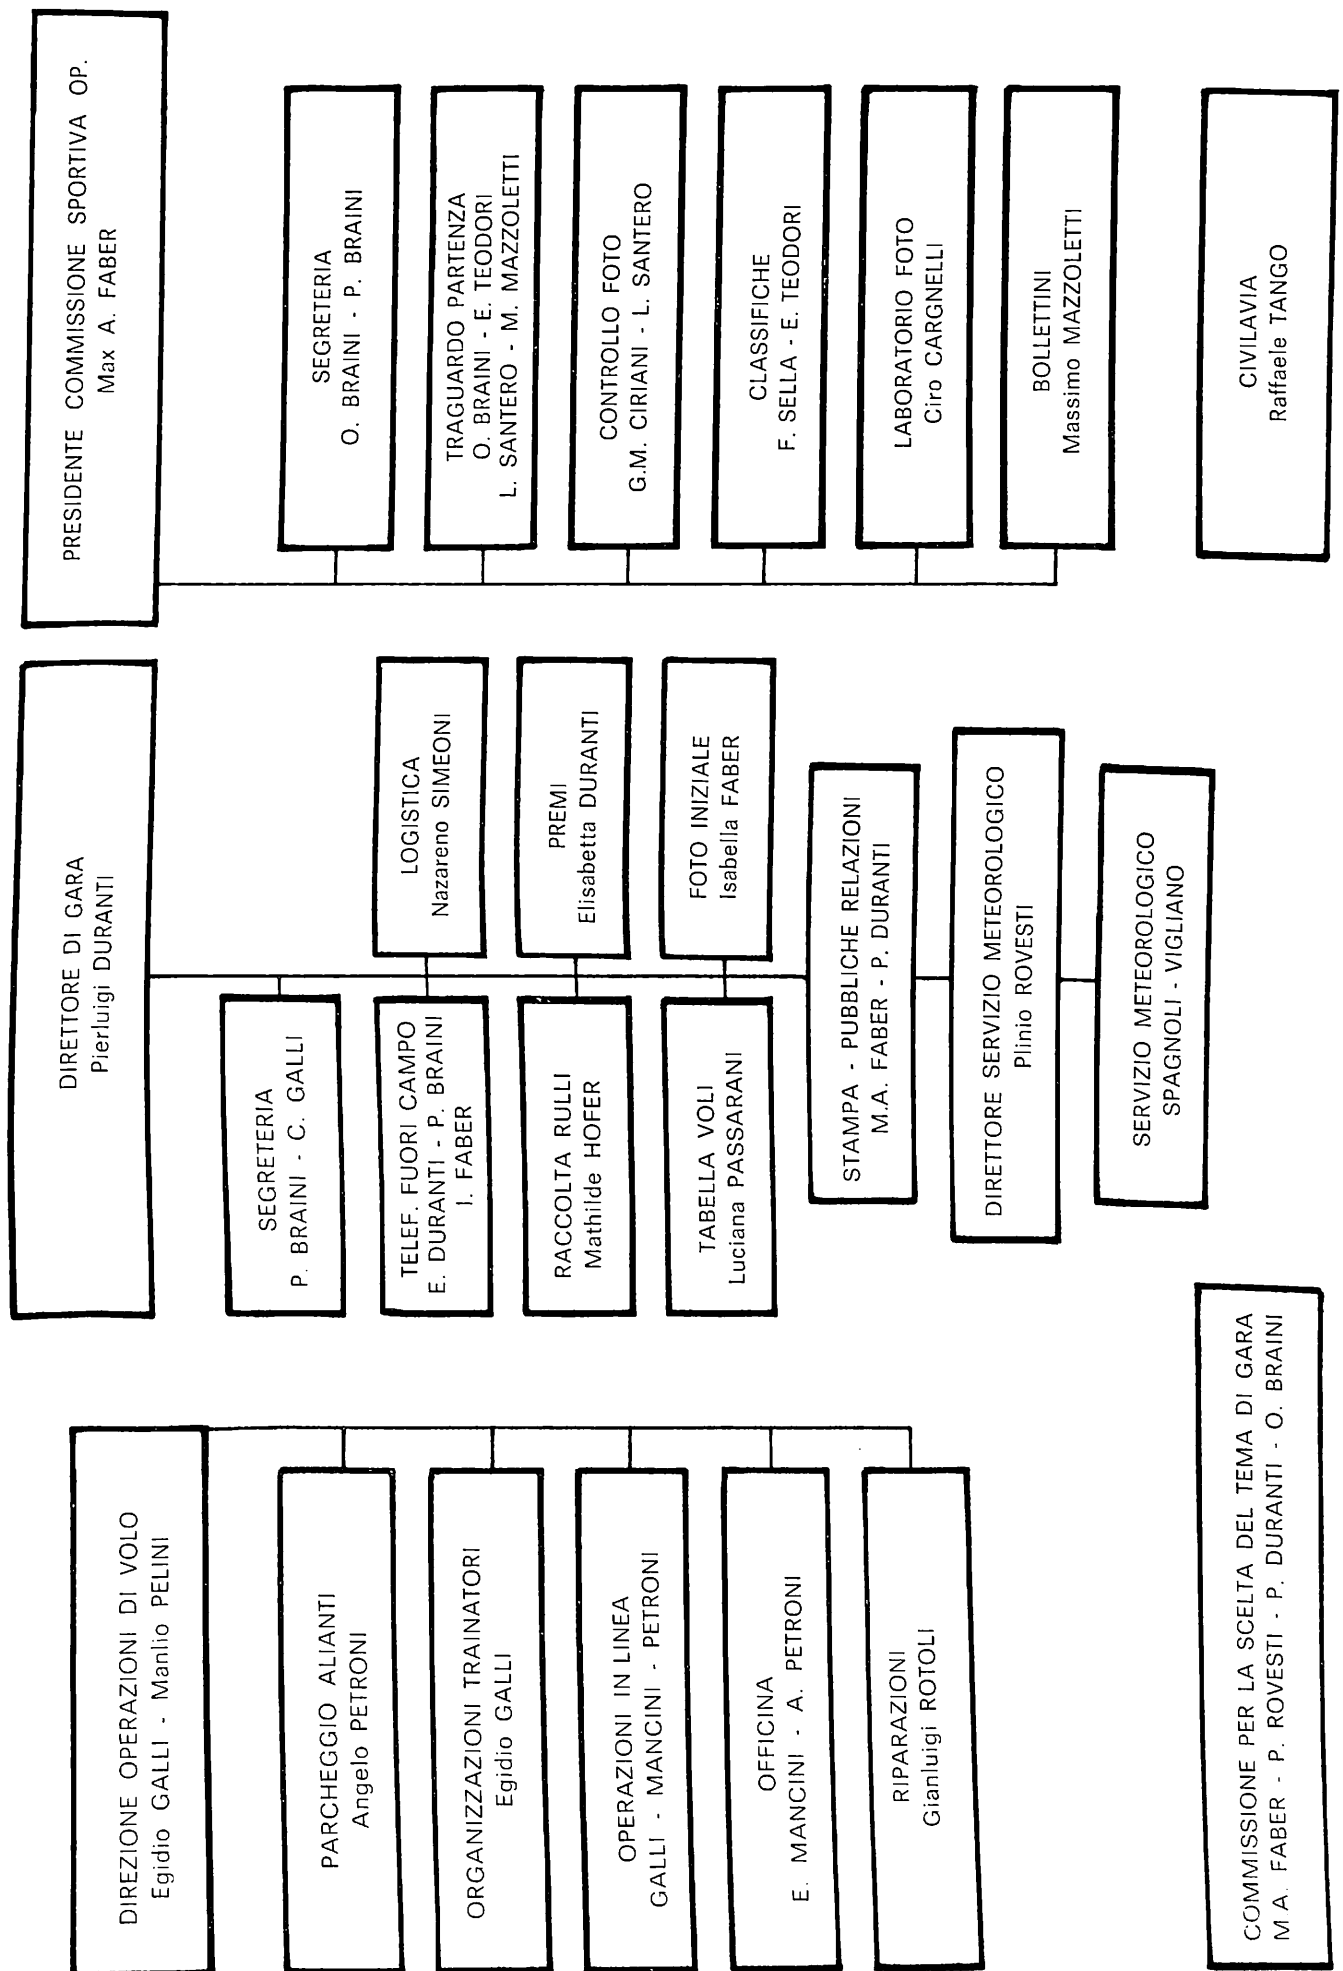 DIREZIONE OPERAZIONI DI VOLO
Egidio GALLI - Manlio PELINI
PARCHEGGIO ALIANTI
Angelo PETRONI
ORGANIZZAZIONI TRAINATORI
Egidio GALLI
OPERAZIONI IN LINEA
GALLI - MANCINI - PETRONI
OFFICINA
E. MANCINI - A. PETRONI
RIPARAZIONI
Gianluigi ROTOLI
COMMISSIONE PER LA SCELTA DEL TEMA DI GARA
M A. FABER - P. ROVESTI - P. DURANTI - O. BRAINI
DIRETTORE DI GARA
Pierluigi DURANTI
SEGRETERIA
P. BRAINI - C. GALLI
TELEF. FUORI CAMPO
E. DURANTI - P. BRAINI
I. FABER
LOGISTICA
Nazareno SIMEONI
RACCOLTA RULLI
Mathilde HOFER
PREMI
Elisabetta DURANTI
TABELLA VOLI
Luciana PASSARANI
FOTO INIZIALE
Isabella FABER
STAMPA - PUBBLICHE RELAZIONI
M.A. FABER - P. DURANTI
DIRETTORE SERVIZIO METEOROLOGICO
Plinio ROVESTI
SERVIZIO METEOROLOGICO
SPAGNOLI - VIGLIANO
PRESIDENTE COMMISSIONE SPORTIVA OP.
Max A. FABER
SEGRETERIA
O. BRAINI - P. BRAINI
TRAGUARDO PARTENZA
O. BRAINI - E. TEODORI
L. SANTERO - M. MAZZOLETTI
CONTROLLO FOTO
G.M. CIRIANI - L. SANTERO
CLASSIFICHE
F. SELLA - E. TEODORI
LABORATORIO FOTO
Ciro CARGNELLI
BOLLETTINI
Massimo MAZZOLETTI
CIVILAVIA
Raffaele TANGO